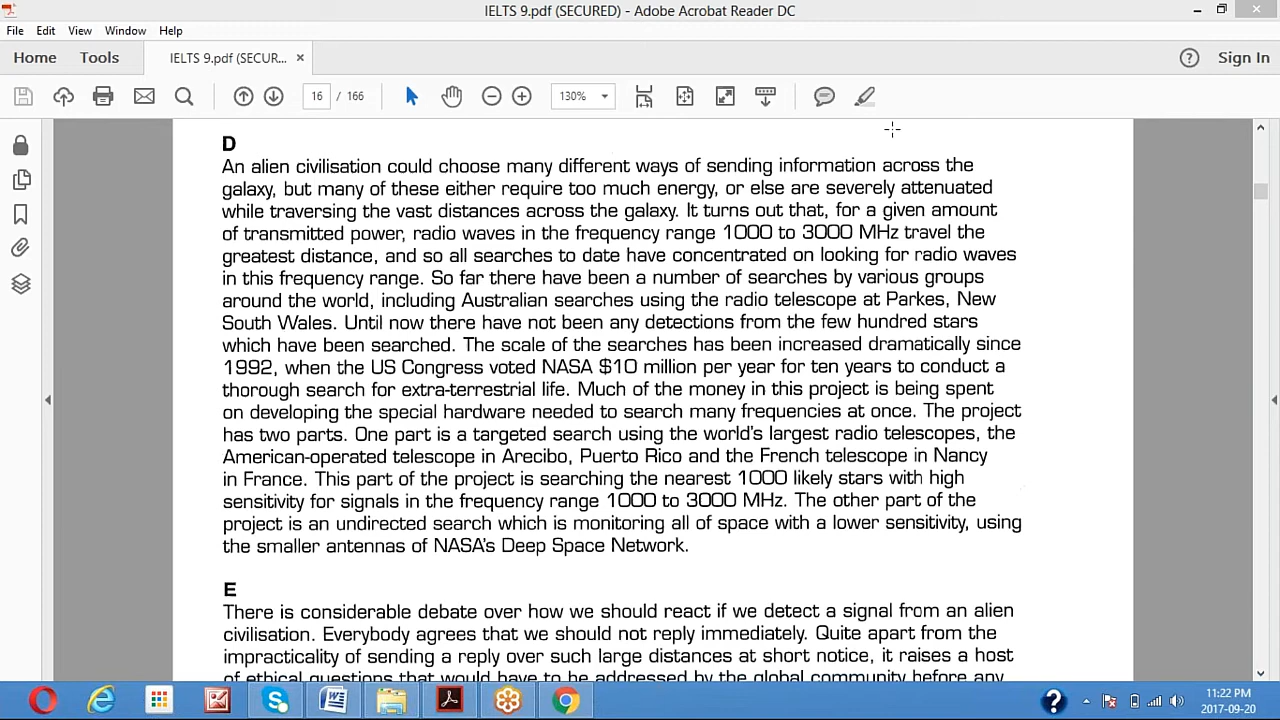 IELTS 9.pdf (SECURED) - Adobe Acrobat Reader DC
File Edit View Window Help
Home Tools IELTS 9.pdf (SECUR... × Sign In
16 / 166 130%
D
An alien civilisation could choose many different ways of sending information across the
galaxy, but many of these either require too much energy, or else are severely attenuated
while traversing the vast distances across the galaxy. It turns out that, for a given amount
of transmitted power, radio waves in the frequency range 1000 to 3000 MHz travel the
greatest distance, and so all searches to date have concentrated on looking for radio waves
in this frequency range. So far there have been a number of searches by various groups
around the world, including Australian searches using the radio telescope at Parkes, New
South Wales. Until now there have not been any detections from the few hundred stars
which have been searched. The scale of the searches has been increased dramatically since
1992, when the US Congress voted NASA $10 million per year for ten years to conduct a
thorough search for extra-terrestrial life. Much of the money in this project is being spent
on developing the special hardware needed to search many frequencies at once. The project
has two parts. One part is a targeted search using the world's largest radio telescopes, the
American-operated telescope in Arecibo, Puerto Rico and the French telescope in Nancy
in France. This part of the project is searching the nearest 1000 likely stars with high
sensitivity for signals in the frequency range 1000 to 3000 MHz. The other part of the
project is an undirected search which is monitoring all of space with a lower sensitivity, using
the smaller antennas of NASA's Deep Space Network.
E
There is considerable debate over how we should react if we detect a signal from an alien
civilisation. Everybody agrees that we should not reply immediately. Quite apart from the
impracticality of sending a reply over such large distances at short notice, it raises a host
of ethical questions that would have to be addressed by the global community before any
11:22 PM
2017-09-20